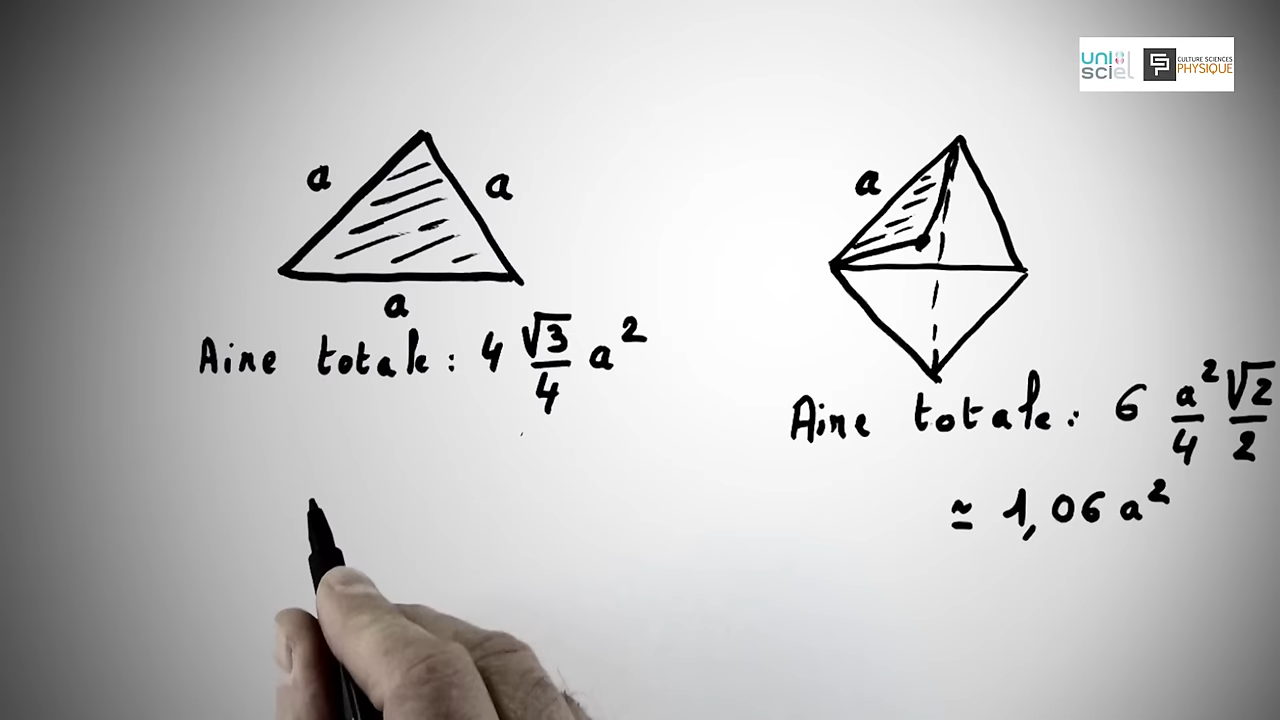 uni sciel
CULTURE SCIENCES
PHYSIQUE
a
a
a
Aire totale : 4 √3/4 a²
a
Aire totale : 6 a²/4 √2/2
≃ 1,06 a²